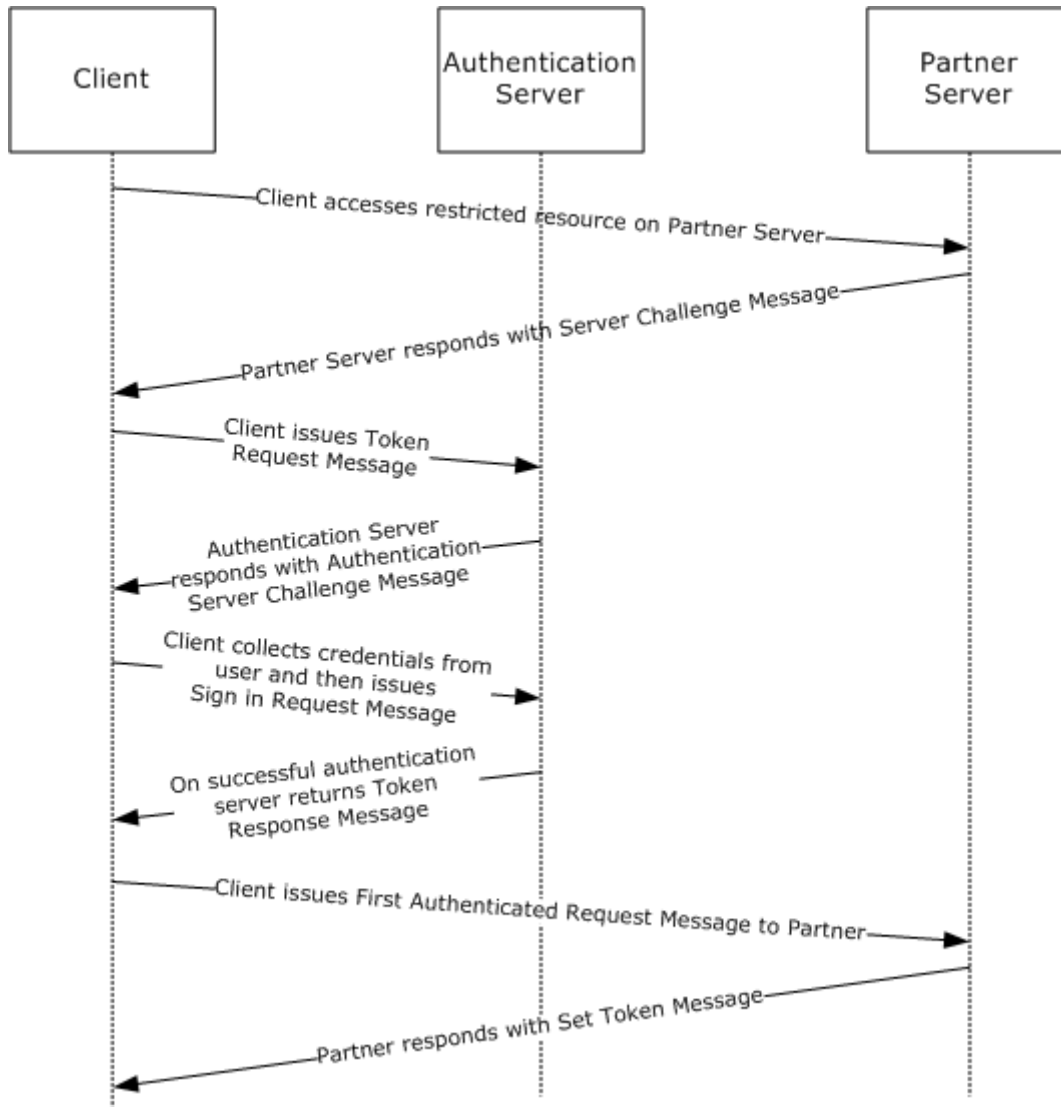 Client
Authentication
Server
Partner
Server
Client accesses restricted resource on Partner Server
Partner Server responds with Server Challenge Message
Client issues Token
Request Message
Authentication Server
responds with Authentication
Server Challenge Message
Client collects credentials from
user and then issues
Sign in Request Message
On successful authentication
server returns Token
Response Message
Client issues First Authenticated Request Message to Partner
Partner responds with Set Token Message